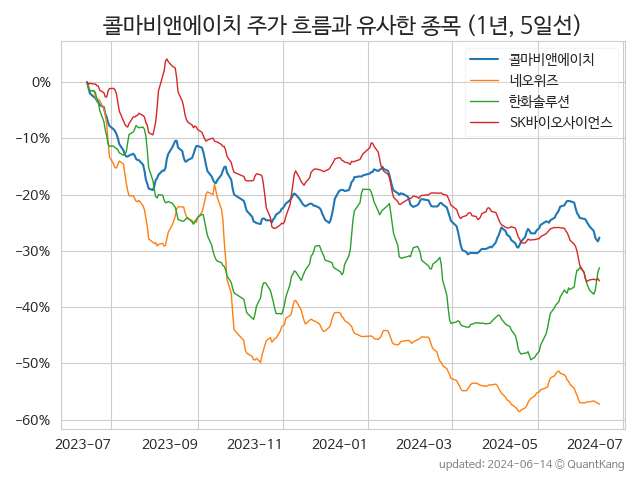 콜마비앤에이치 주가 흐름과 유사한 종목 (1년, 5일선)
콜마비앤에이치
네오위즈
한화솔루션
SK바이오사이언스
0%
−10%
−20%
−30%
−40%
−50%
−60%
2023−07 2023−09 2023−11 2024−01 2024−03 2024−05 2024−07
updated: 2024-06-14 © QuantKang